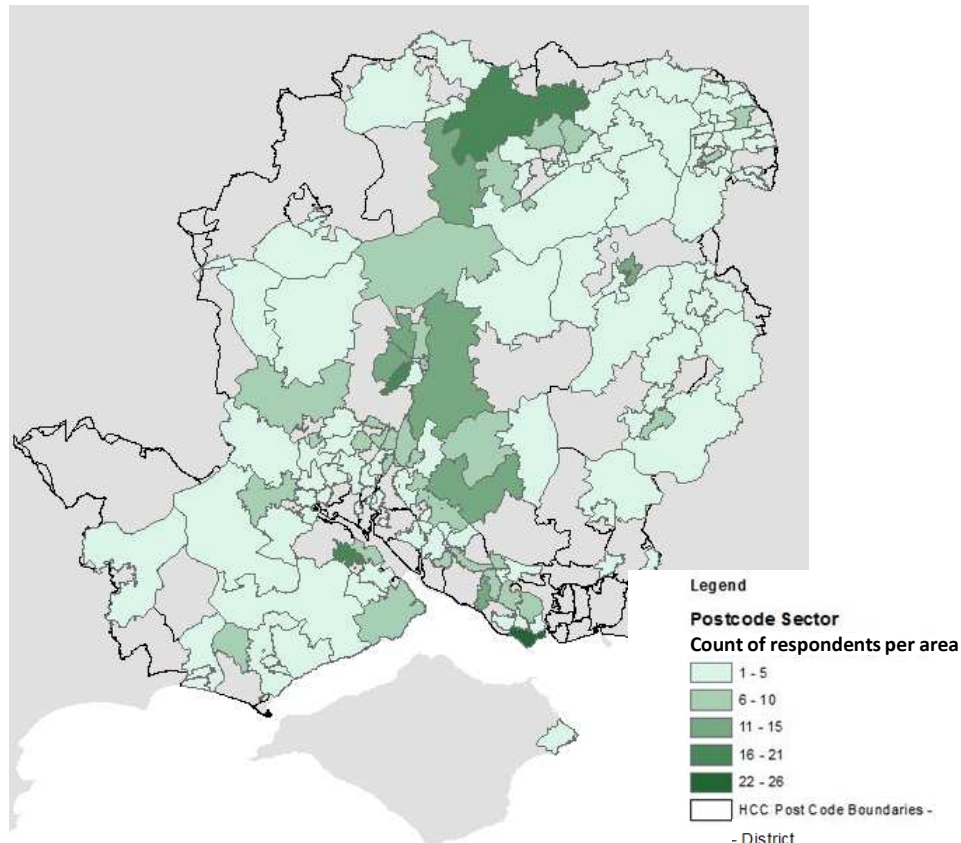 Legend
Postcode Sector
Count of respondents per area
1 - 5
6 - 10
11 - 15
16 - 21
22 - 26
HCC Post Code Boundaries -
- District